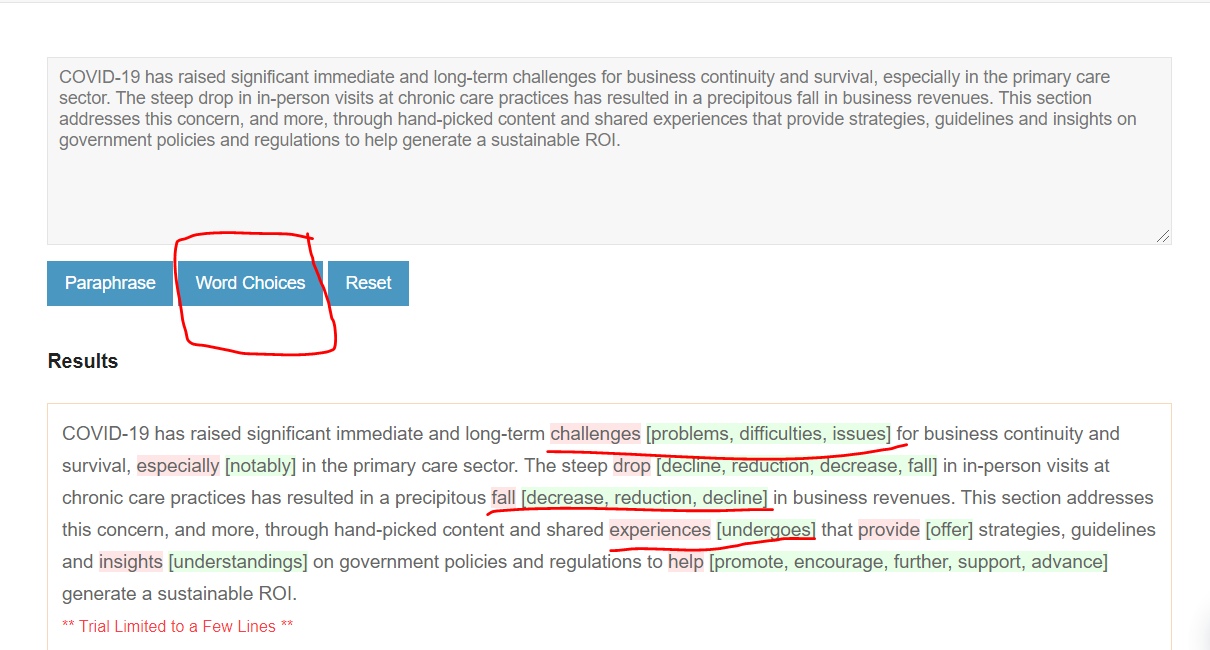 COVID-19 has raised significant immediate and long-term challenges for business continuity and survival, especially in the primary care
sector. The steep drop in in-person visits at chronic care practices has resulted in a precipitous fall in business revenues. This section
addresses this concern, and more, through hand-picked content and shared experiences that provide strategies, guidelines and insights on
government policies and regulations to help generate a sustainable ROI.
Paraphrase Word Choices Reset
Results
COVID-19 has raised significant immediate and long-term challenges [problems, difficulties, issues] for business continuity and
survival, especially [notably] in the primary care sector. The steep drop [decline, reduction, decrease, fall] in in-person visits at
chronic care practices has resulted in a precipitous fall [decrease, reduction, decline] in business revenues. This section addresses
this concern, and more, through hand-picked content and shared experiences [undergoes] that provide [offer] strategies, guidelines
and insights [understandings] on government policies and regulations to help [promote, encourage, further, support, advance]
generate a sustainable ROI.
** Trial Limited to a Few Lines **